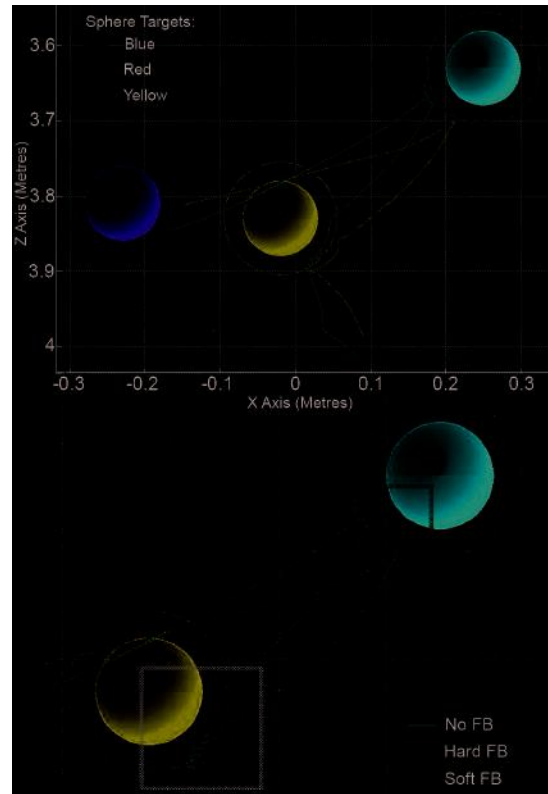 Sphere Targets:
Blue
Red
Yellow
Z Axis (Metres)
3.6
3.7
3.8
3.9
4
-0.3 -0.2 -0.1 0 0.1 0.2 0.3
X Axis (Metres)
No FB
Hard FB
Soft FB